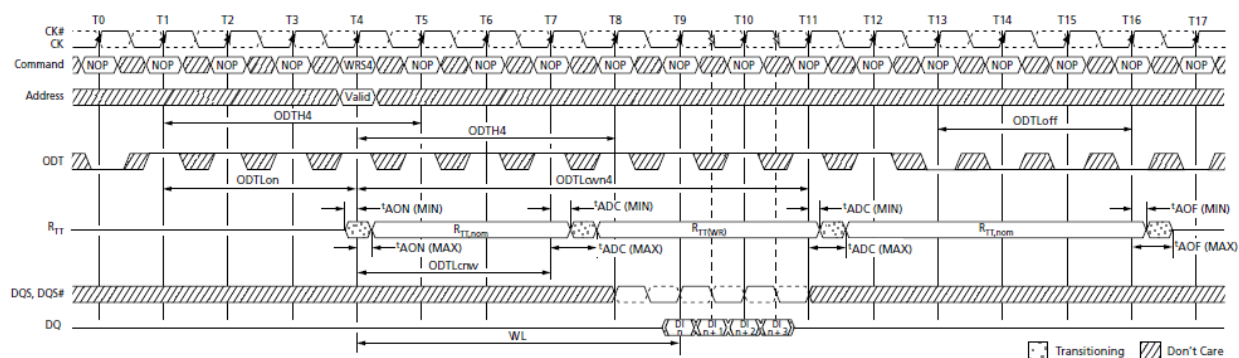 T0 T1 T2 T3 T4 T5 T6 T7 T8 T9 T10 T11 T12 T13 T14 T15 T16 T17
CK#
CK
Command NOP NOP NOP NOP WRS4 NOP NOP NOP NOP NOP NOP NOP NOP NOP NOP NOP NOP NOP
Address Valid
ODTH4 ODTH4 ODTLoff
ODT
ODTLon ODTLcwn4
tAON (MIN) tADC (MIN) tADC (MIN) tAOF (MIN)
RTT RTT,nom RTT(WR) RTT,nom
tAON (MAX) tADC (MAX) tADC (MAX) tAOF (MAX)
ODTLcnw
DQS, DQS#
DQ DI n DI n + 1 DI n + 2 DI n + 3
WL
Transitioning Don't Care